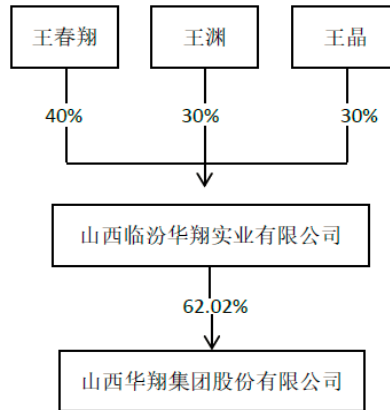 王春翔 王渊 王晶
40% 30% 30%
山西临汾华翔实业有限公司
62.02%
山西华翔集团股份有限公司